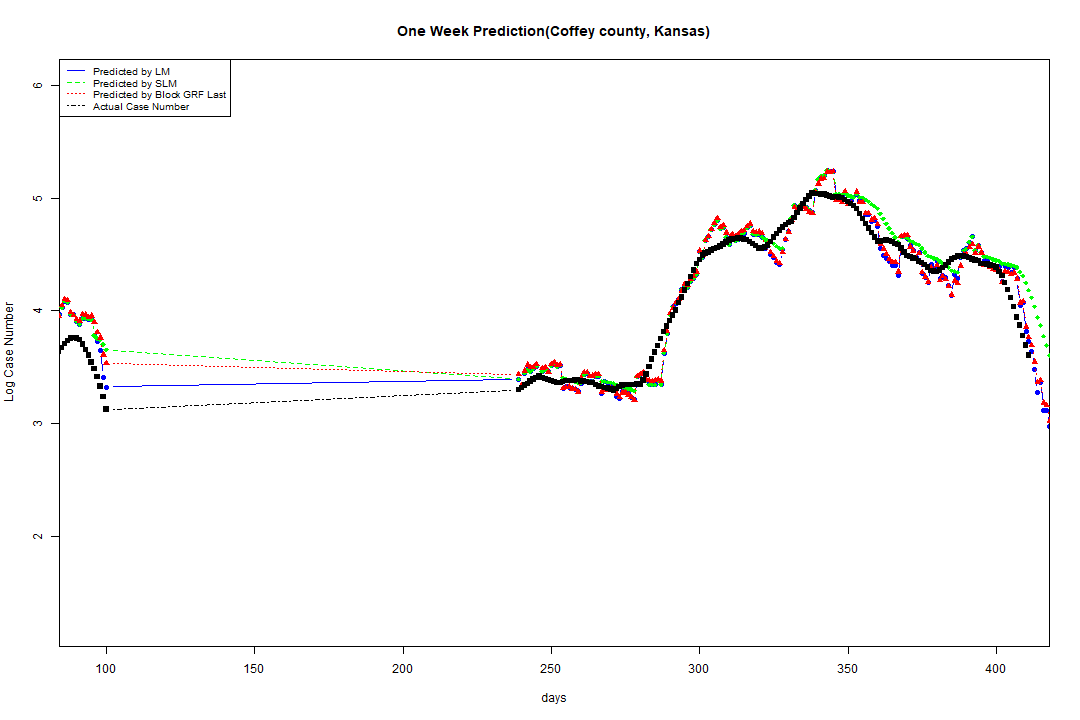 One Week Prediction(Coffey county, Kansas)
Predicted by LM
Predicted by SLM
Predicted by Block GRF Last
Actual Case Number
6
5
4
3
2
Log Case Number
100 150 200 250 300 350 400
days